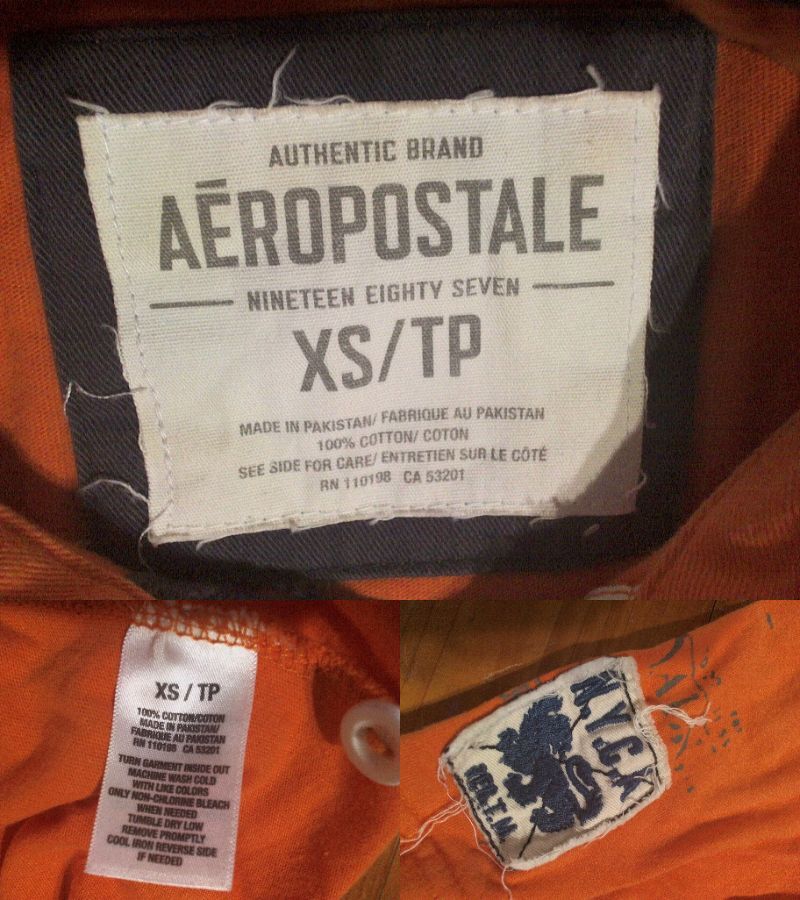 AUTHENTIC BRAND
AĒROPOSTALE
NINETEEN EIGHTY SEVEN
XS/TP
MADE IN PAKISTAN/ FABRIQUE AU PAKISTAN
100% COTTON/ COTON
SEE SIDE FOR CARE/ ENTRETIEN SUR LE CÔTÉ
RN 110198 CA 53201
XS / TP
100% COTTON/COTON
MADE IN PAKISTAN/
FABRIQUE AU PAKISTAN
RN 110198 CA 53201
TURN GARMENT INSIDE OUT
MACHINE WASH COLD
WITH LIKE COLORS
ONLY NON-CHLORINE BLEACH
WHEN NEEDED
TUMBLE DRY LOW
REMOVE PROMPTLY
COOL IRON REVERSE SIDE
IF NEEDED
N.Y.C.A